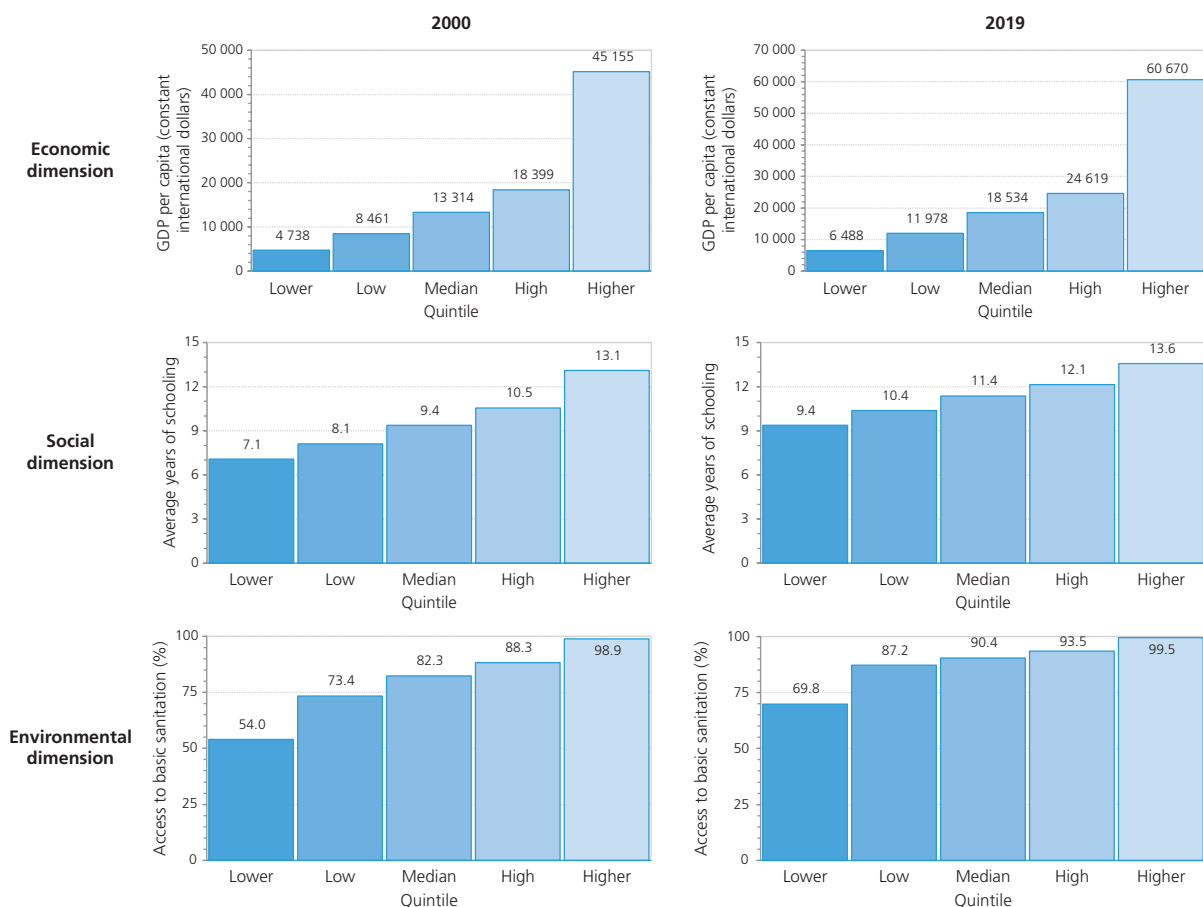 2000
2019
Economic
dimension
GDP per capita (constant
international dollars)
50 000
40 000
30 000
20 000
10 000
0
4 738
8 461
13 314
18 399
45 155
Lower
Low
Median
High
Higher
Quintile
GDP per capita (constant
international dollars)
70 000
60 000
50 000
40 000
30 000
20 000
10 000
0
6 488
11 978
18 534
24 619
60 670
Lower
Low
Median
High
Higher
Quintile
Social
dimension
Average years of schooling
15
12
9
6
3
0
7.1
8.1
9.4
10.5
13.1
Lower
Low
Median
High
Higher
Quintile
Average years of schooling
15
12
9
6
3
0
9.4
10.4
11.4
12.1
13.6
Lower
Low
Median
High
Higher
Quintile
Environmental
dimension
Access to basic sanitation (%)
100
75
50
25
0
54.0
73.4
82.3
88.3
98.9
Lower
Low
Median
High
Higher
Quintile
Access to basic sanitation (%)
100
75
50
25
0
69.8
87.2
90.4
93.5
99.5
Lower
Low
Median
High
Higher
Quintile